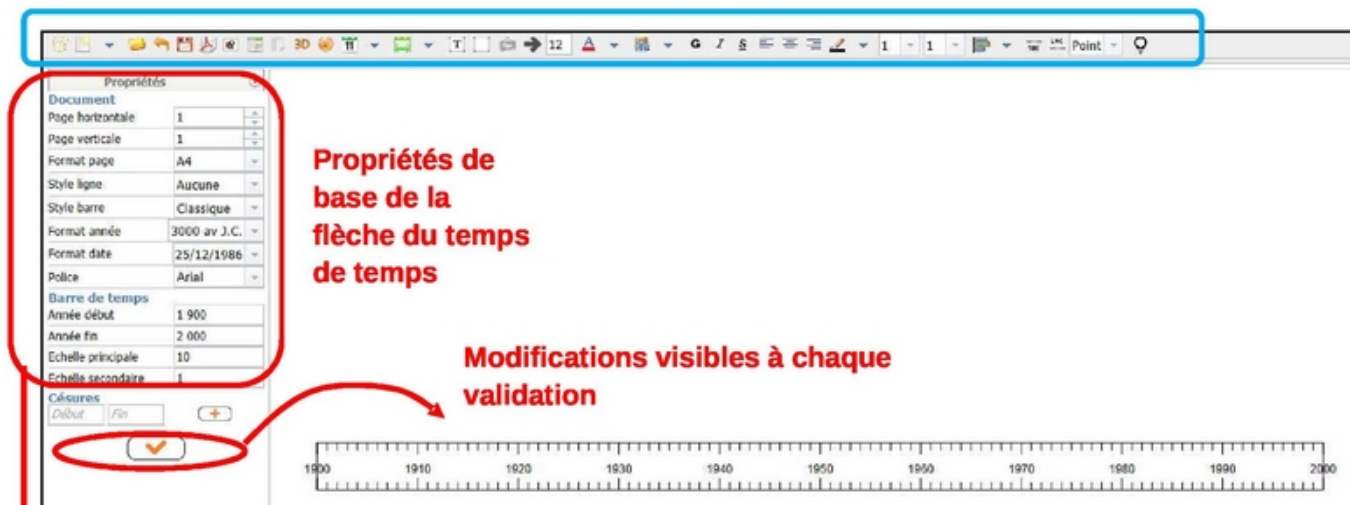 3D T 12 A G I S 1 1 Point
Propriétés
Document
Page horizontale 1
Page verticale 1
Format page A4
Style ligne Aucune
Style barre Classique
Format année 3000 av J.C.
Format date 25/12/1986
Police Arial
Barre de temps
Année début 1 900
Année fin 2 000
Echelle principale 10
Echelle secondaire 1
Césures
Début Fin
Propriétés de
base de la
flèche du temps
de temps
Modifications visibles à chaque
validation
1900 1910 1920 1930 1940 1950 1960 1970 1980 1990 2000